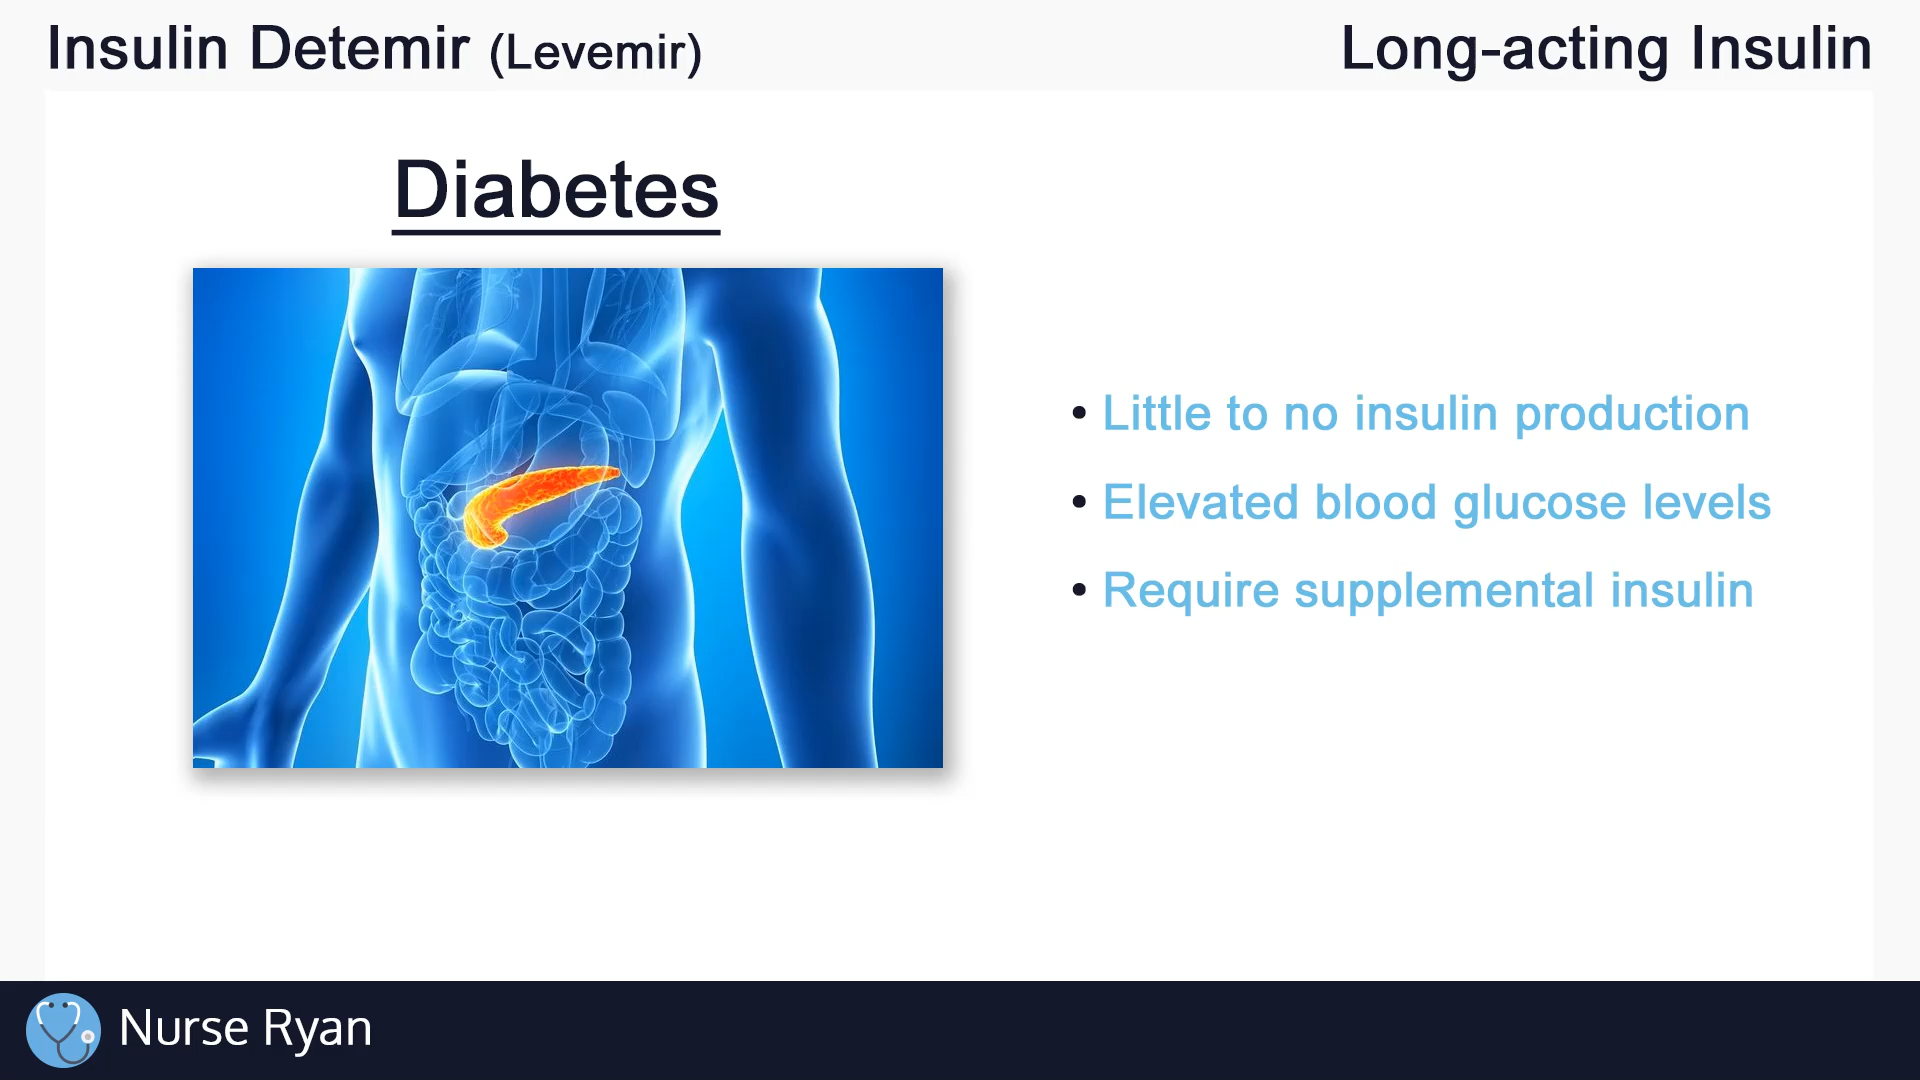 Insulin Detemir (Levemir)
Long-acting Insulin
Diabetes
• Little to no insulin production
• Elevated blood glucose levels
• Require supplemental insulin
Nurse Ryan